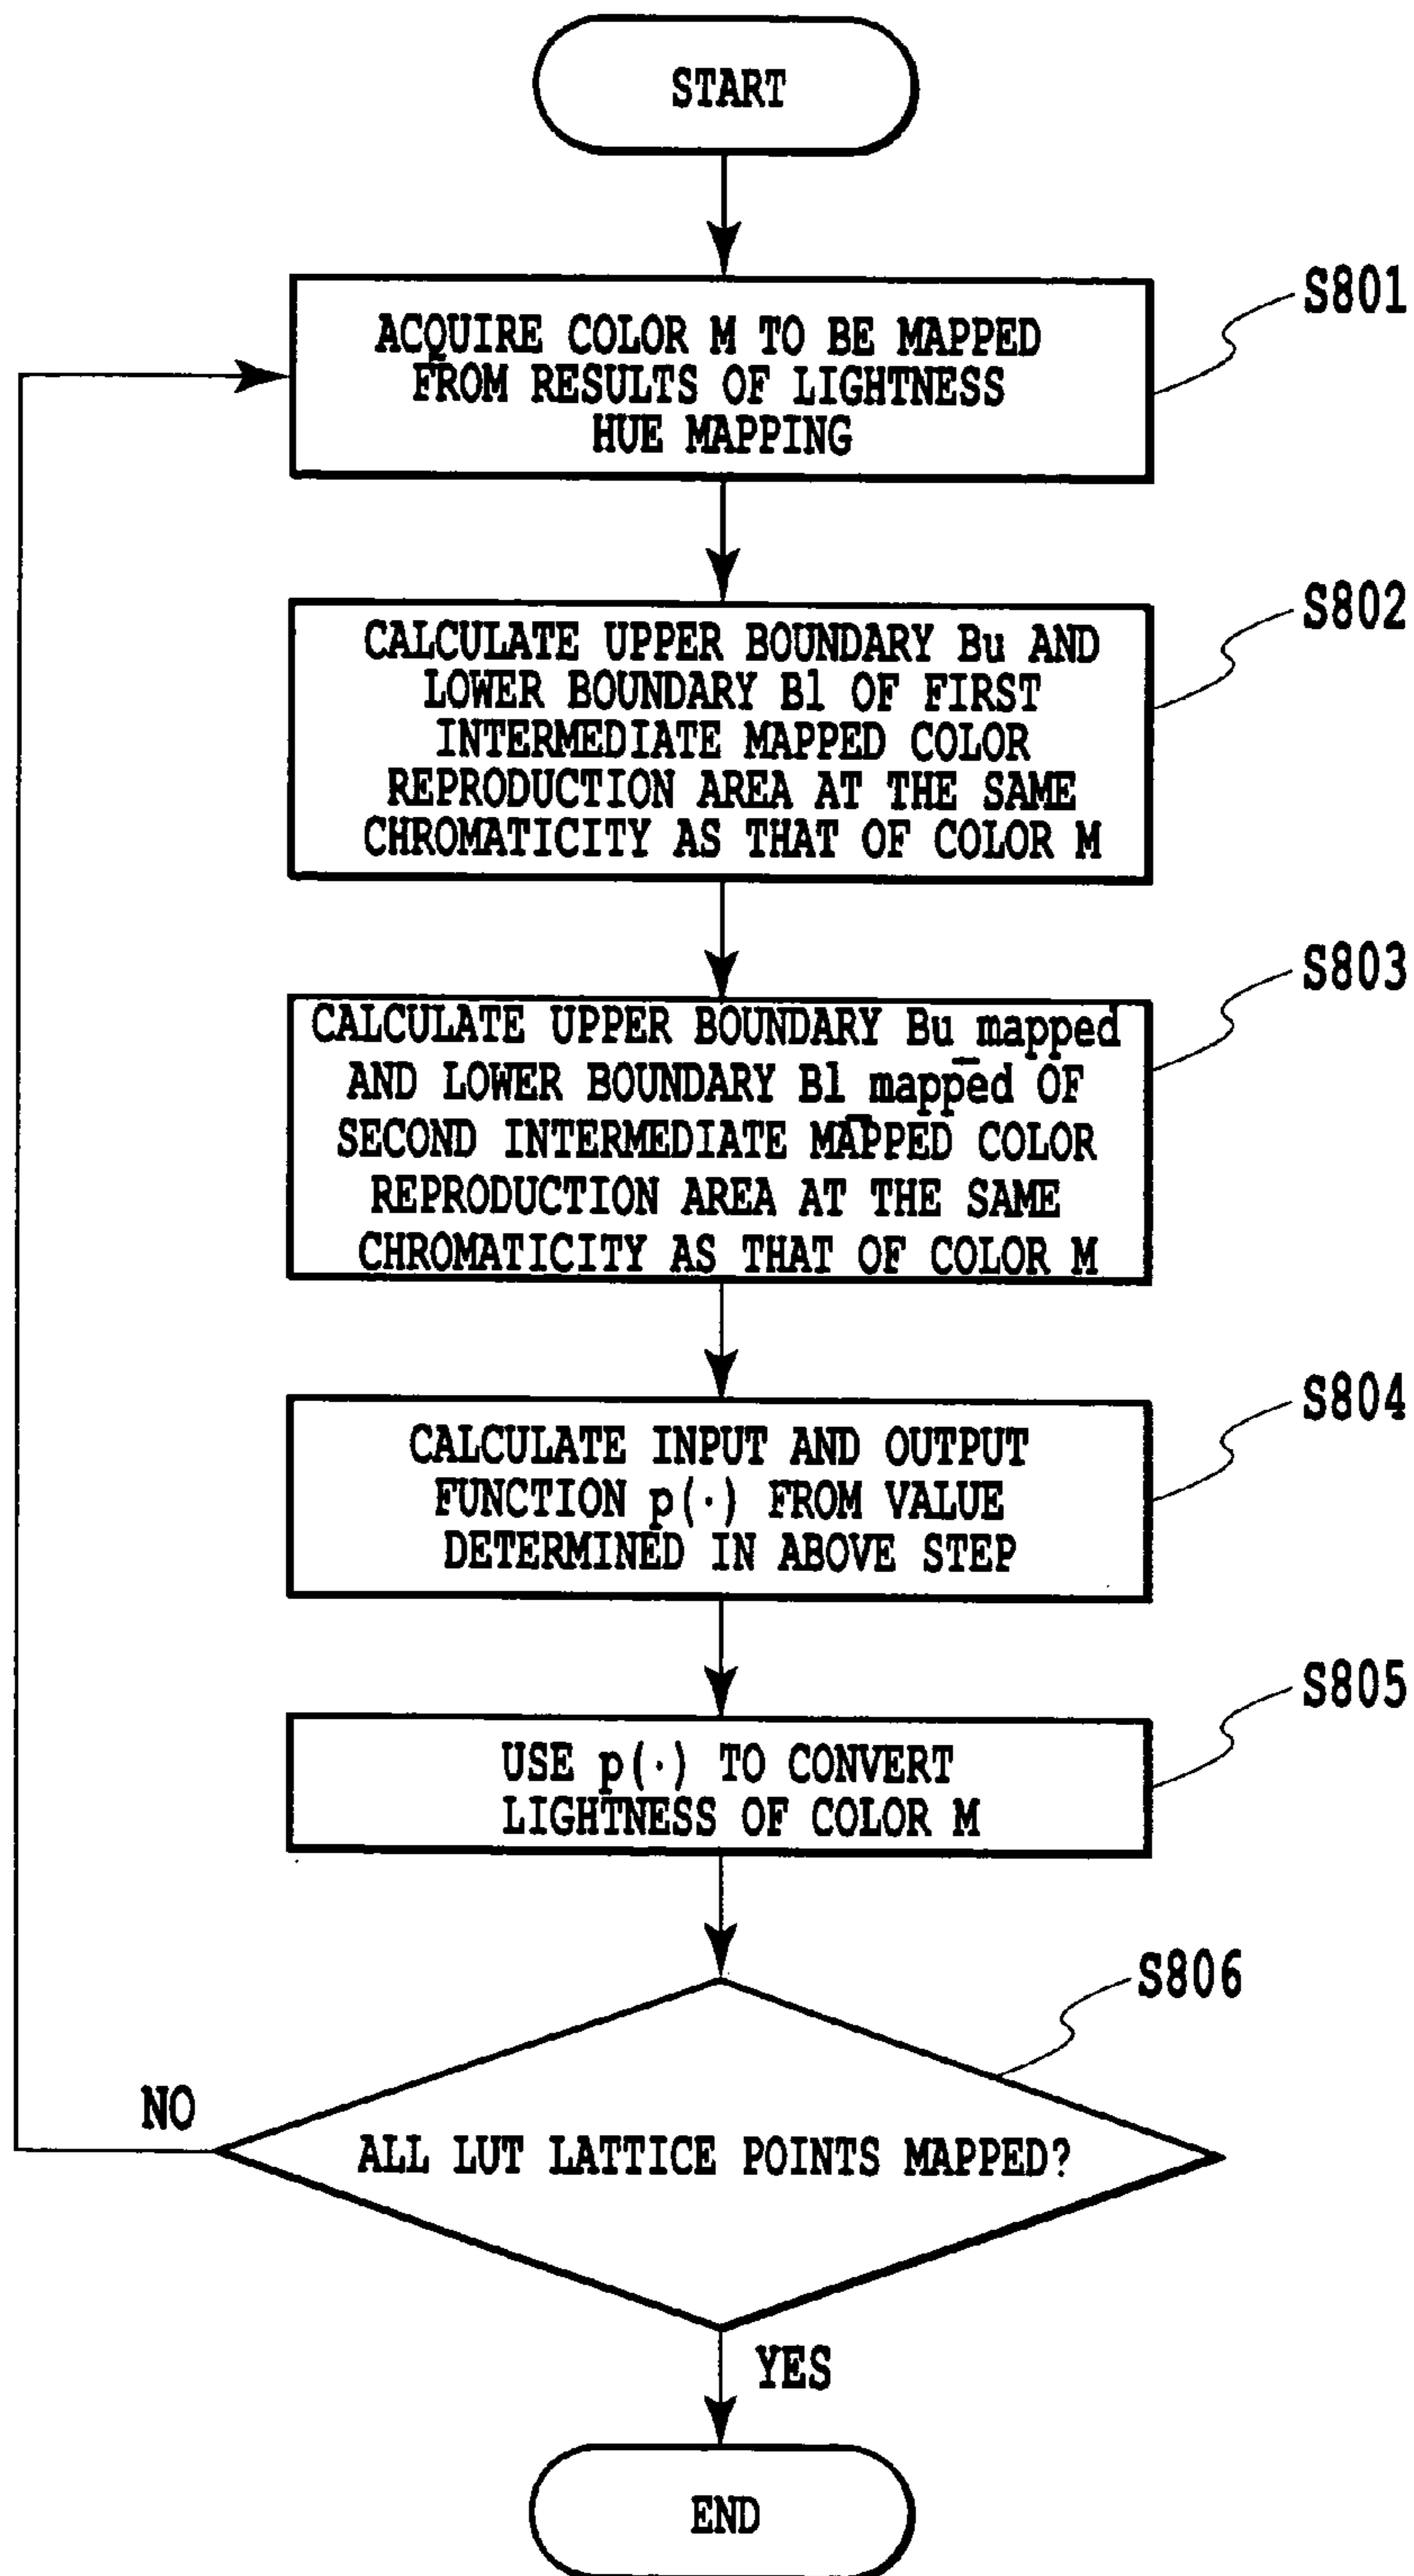 START
S801
ACQUIRE COLOR M TO BE MAPPED
FROM RESULTS OF LIGHTNESS
HUE MAPPING
S802
CALCULATE UPPER BOUNDARY Bu AND
LOWER BOUNDARY Bl OF FIRST
INTERMEDIATE MAPPED COLOR
REPRODUCTION AREA AT THE SAME
CHROMATICITY AS THAT OF COLOR M
S803
CALCULATE UPPER BOUNDARY Bu_mapped
AND LOWER BOUNDARY Bl_mapped OF
SECOND INTERMEDIATE MAPPED COLOR
REPRODUCTION AREA AT THE SAME
CHROMATICITY AS THAT OF COLOR M
S804
CALCULATE INPUT AND OUTPUT
FUNCTION p(·) FROM VALUE
DETERMINED IN ABOVE STEP
S805
USE p(·) TO CONVERT
LIGHTNESS OF COLOR M
S806
NO
ALL LUT LATTICE POINTS MAPPED?
YES
END